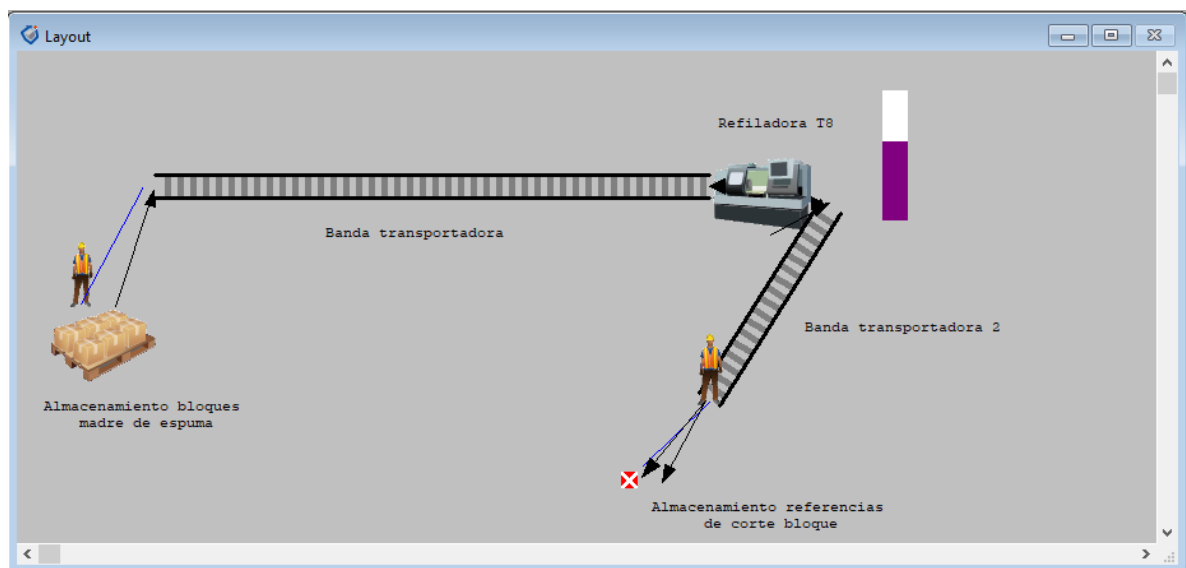 Layout
Refiladora T8
Banda transportadora
Banda transportadora 2
Almacenamiento bloques
madre de espuma
Almacenamiento referencias
de corte bloque